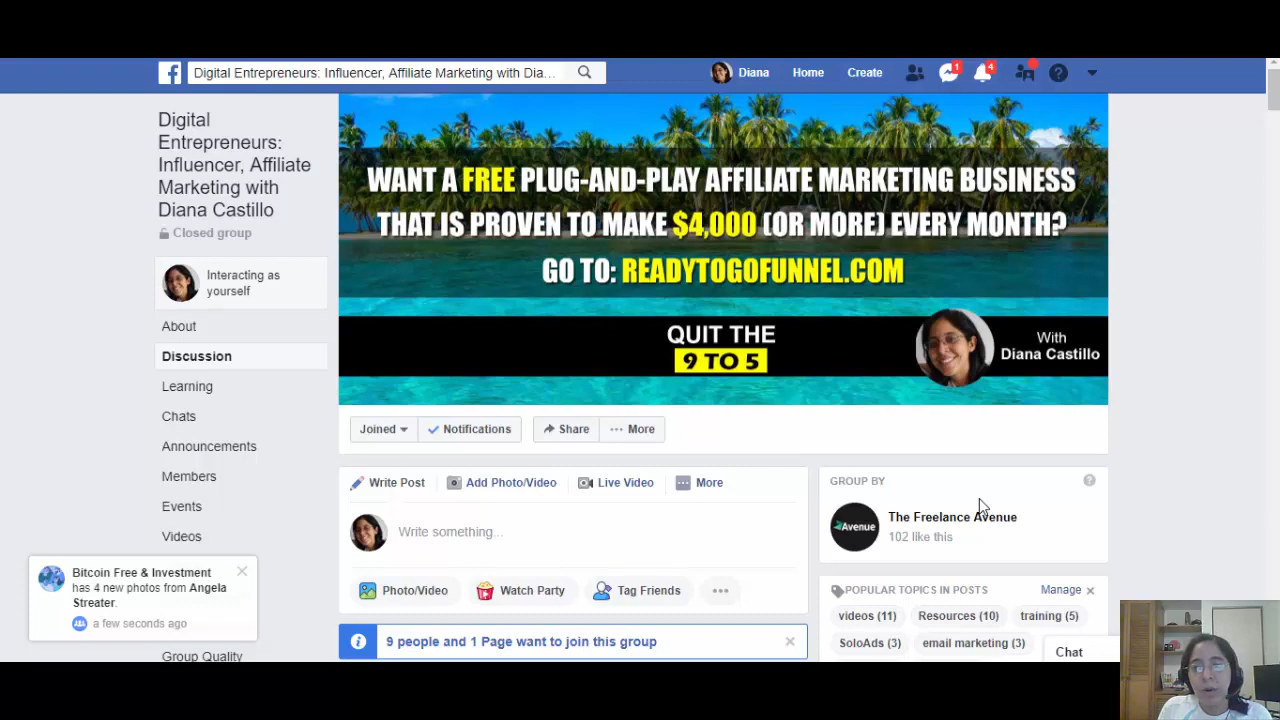 Digital Entrepreneurs: Influencer, Affiliate Marketing with Dia...
Diana
Home
Create
1
4
Digital
Entrepreneurs:
Influencer, Affiliate
Marketing with
Diana Castillo
Closed group
Interacting as
yourself
About
Discussion
Learning
Chats
Announcements
Members
Events
Videos
Group Quality
WANT A FREE PLUG-AND-PLAY AFFILIATE MARKETING BUSINESS
THAT IS PROVEN TO MAKE $4,000 (OR MORE) EVERY MONTH?
GO TO: READYTOGOFUNNEL.COM
QUIT THE
9 TO 5
With
Diana Castillo
Joined
Notifications
Share
More
Write Post
Add Photo/Video
Live Video
More
Write something...
Photo/Video
Watch Party
Tag Friends
9 people and 1 Page want to join this group
GROUP BY
Avenue
The Freelance Avenue
102 like this
POPULAR TOPICS IN POSTS
Manage
videos (11)
Resources (10)
training (5)
SoloAds (3)
email marketing (3)
Chat
Bitcoin Free & Investment
has 4 new photos from Angela
Streater.
a few seconds ago